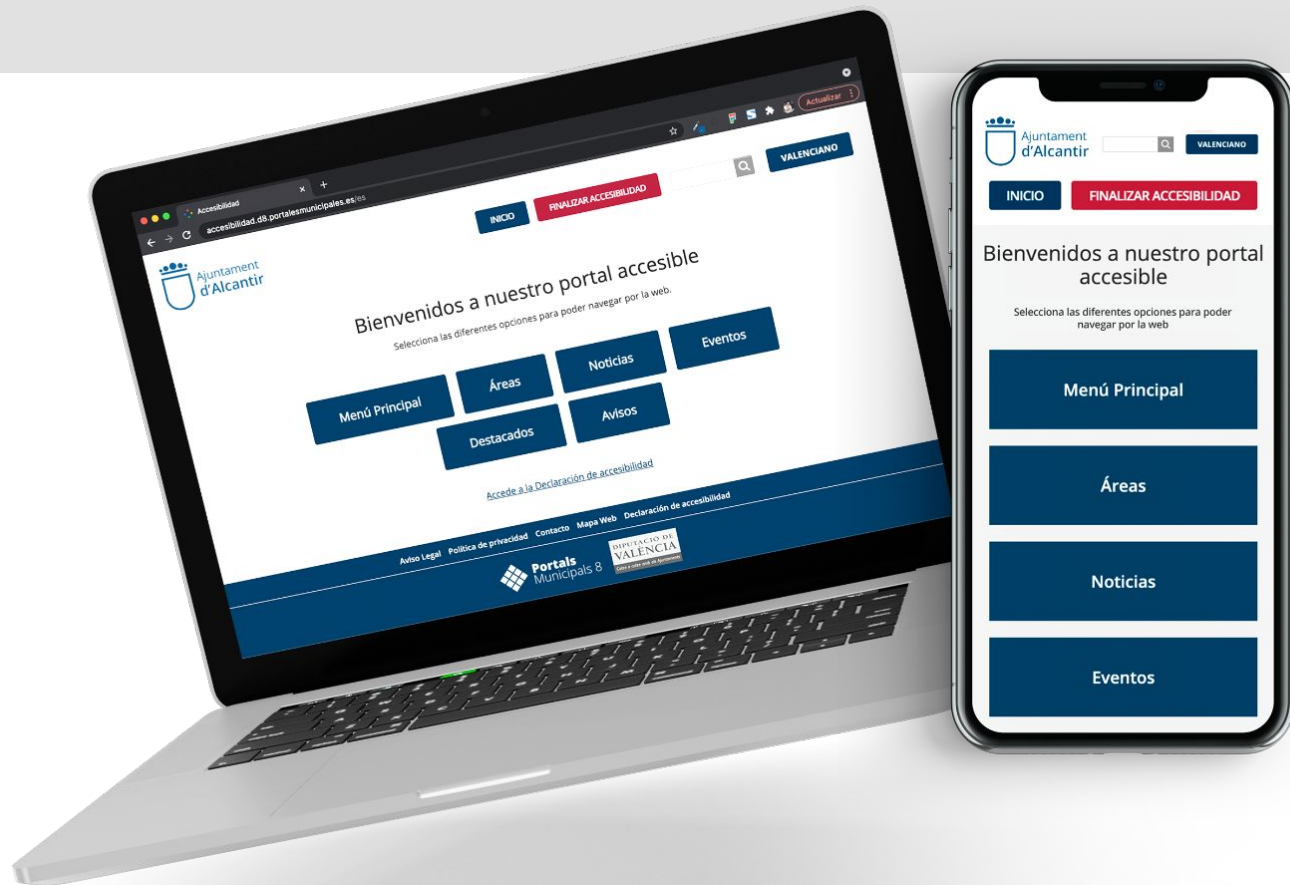 Accesibilidad
Actualizar
accesibilidad.d8.portalesmunicipales.es/es
Ajuntament
d'Alcantir
INICIO
FINALIZAR ACCESIBILIDAD
VALENCIANO
Bienvenidos a nuestro portal accesible
Selecciona las diferentes opciones para poder navegar por la web.
Menú Principal
Áreas
Noticias
Eventos
Destacados
Avisos
Accede a la Declaración de accesibilidad
Aviso Legal Política de privacidad Contacto Mapa Web Declaración de accesibilidad
Portals
Municipals 8
DIPUTACIÓ DE
VALÈNCIA
Ajuntament
d'Alcantir
VALENCIANO
INICIO
FINALIZAR ACCESIBILIDAD
Bienvenidos a nuestro portal
accesible
Selecciona las diferentes opciones para poder
navegar por la web
Menú Principal
Áreas
Noticias
Eventos